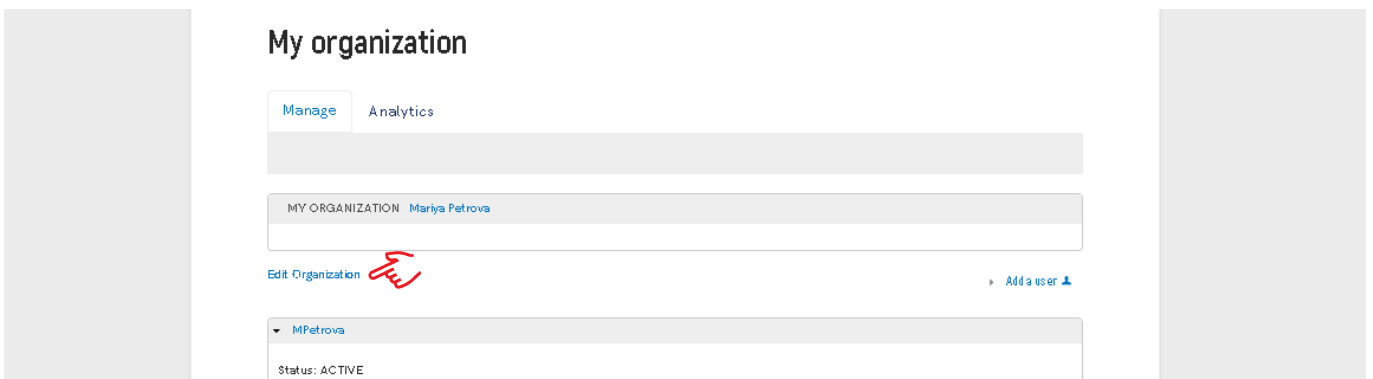 My organization
Manage Analytics
MY ORGANIZATION Mariya Petrova
Edit Organization
Add a user
MPetrova
Status: ACTIVE